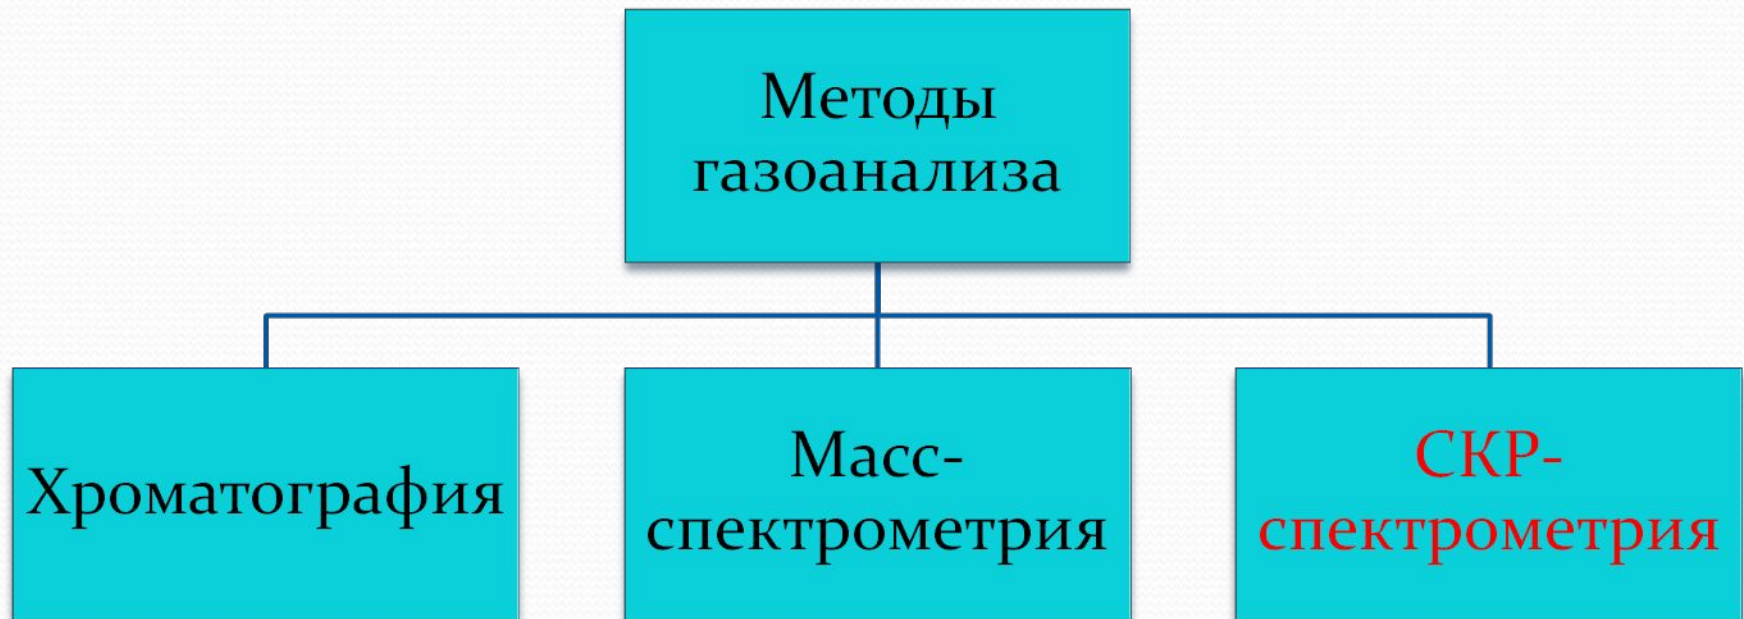 Методы
газоанализа
Хроматография
Масс-
спектрометрия
СКР-
спектрометрия